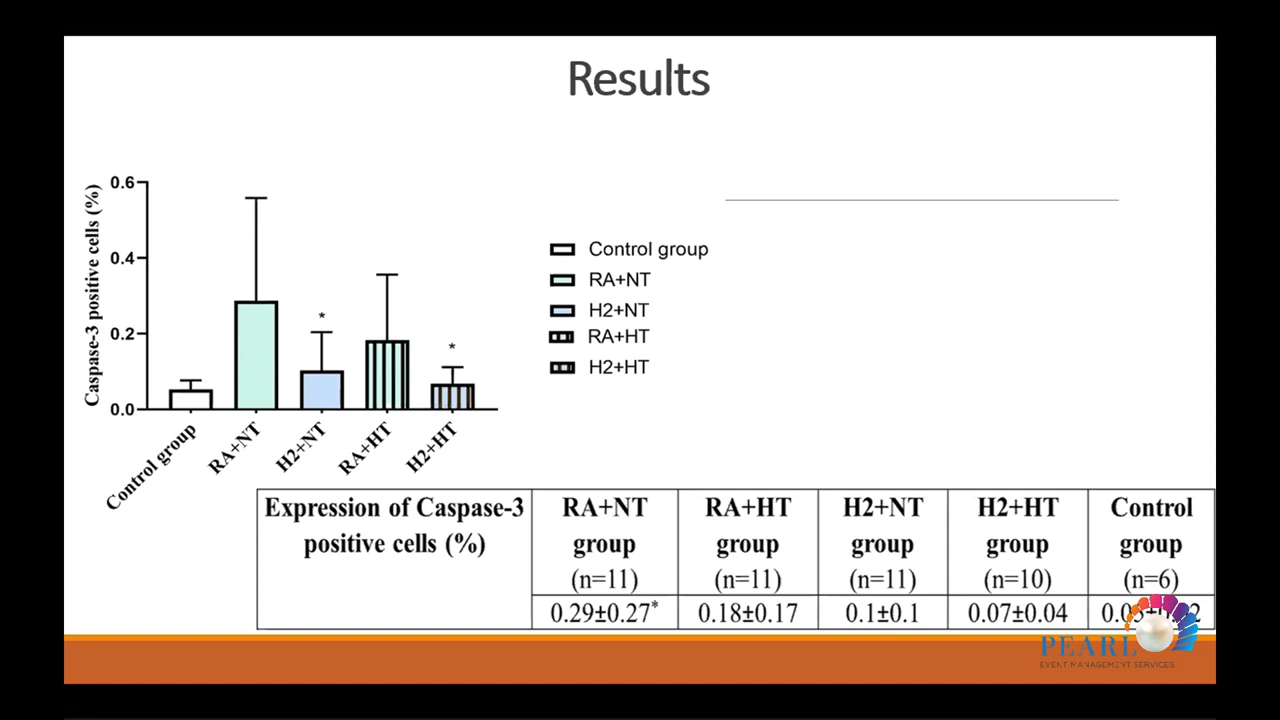 Results
Caspase-3 positive cells (%)
0.6
0.4
0.2
0.0
*
*
Control group
RA+NT
H2+NT
RA+HT
H2+HT
Control group
RA+NT
H2+NT
RA+HT
H2+HT
Expression of Caspase-3
positive cells (%)
RA+NT
group
(n=11)
RA+HT
group
(n=11)
H2+NT
group
(n=11)
H2+HT
group
(n=10)
Control
group
(n=6)
0.29±0.27*
0.18±0.17
0.1±0.1
0.07±0.04
PEARL
EVENT MANAGEMENT SERVICES